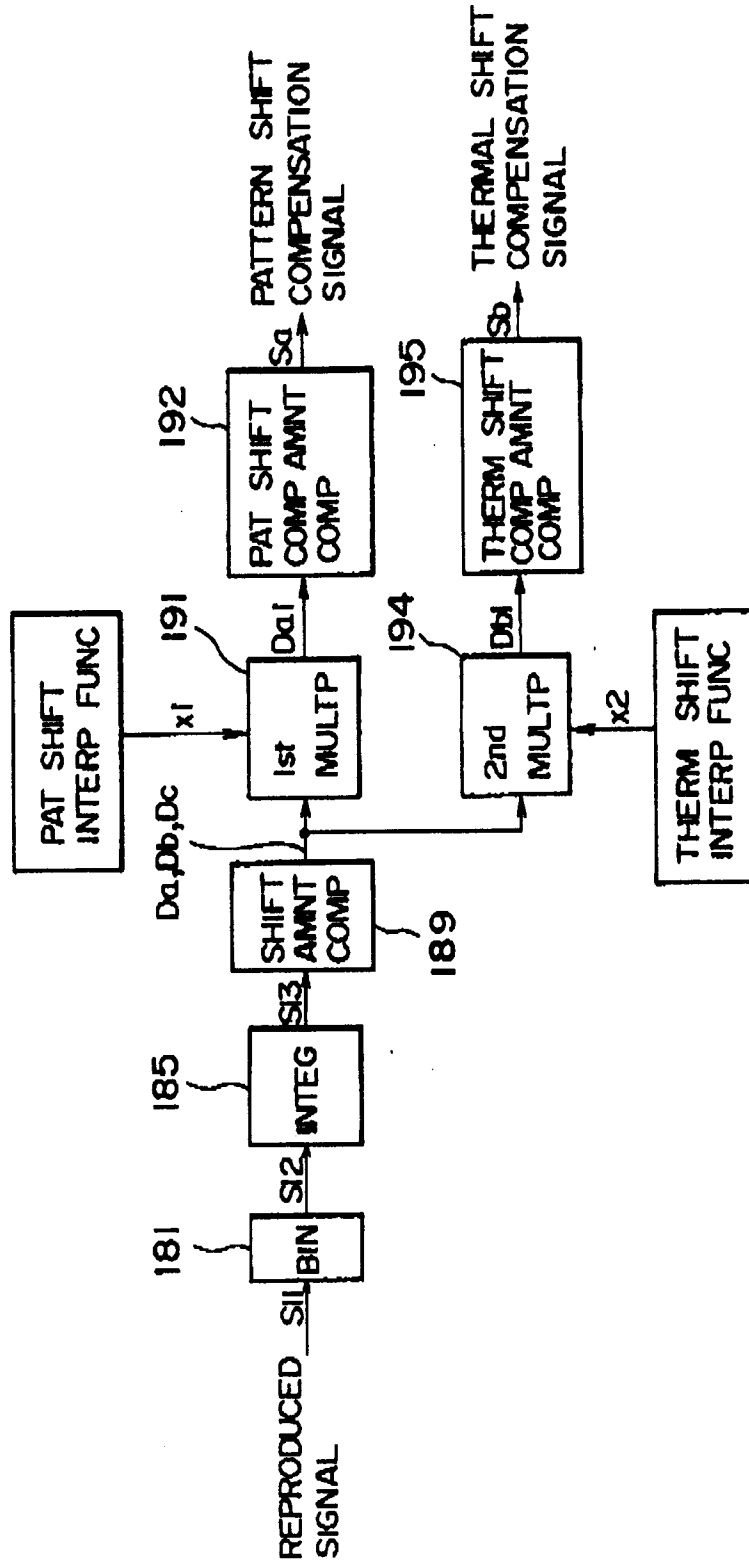 REPRODUCED
SIGNAL
S11
181
BIN
S12
185
INTEG
S13
189
SHIFT
AMNT
COMP
Da,Db,Dc
PAT SHIFT
INTERP FUNC
x1
191
1st
MULTP
Da1
192
PAT SHIFT
COMP AMNT
COMP
Sa
PATTERN SHIFT
COMPENSATION
SIGNAL
THERM SHIFT
INTERP FUNC
x2
194
2nd
MULTP
Db1
195
THERM SHIFT
COMP AMNT
COMP
Sb
THERMAL SHIFT
COMPENSATION
SIGNAL